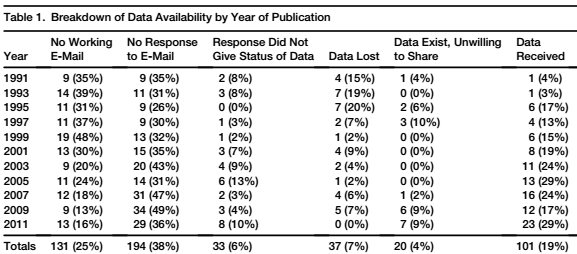 Table 1. Breakdown of Data Availability by Year of Publication
No Working No Response Response Did Not Data Exist, Unwilling Data
Year E-Mail to E-Mail Give Status of Data Data Lost to Share Received
1991 9 (35%) 9 (35%) 2 (8%) 4 (15%) 1 (4%) 1 (4%)
1993 14 (39%) 11 (31%) 3 (8%) 7 (19%) 0 (0%) 1 (3%)
1995 11 (31%) 9 (26%) 0 (0%) 7 (20%) 2 (6%) 6 (17%)
1997 11 (37%) 9 (30%) 1 (3%) 2 (7%) 3 (10%) 4 (13%)
1999 19 (48%) 13 (32%) 1 (2%) 1 (2%) 0 (0%) 6 (15%)
2001 13 (30%) 15 (35%) 3 (7%) 4 (9%) 0 (0%) 8 (19%)
2003 9 (20%) 20 (43%) 4 (9%) 2 (4%) 0 (0%) 11 (24%)
2005 11 (24%) 14 (31%) 6 (13%) 1 (2%) 0 (0%) 13 (29%)
2007 12 (18%) 31 (47%) 2 (3%) 4 (6%) 1 (2%) 16 (24%)
2009 9 (13%) 34 (49%) 3 (4%) 5 (7%) 6 (9%) 12 (17%)
2011 13 (16%) 29 (36%) 8 (10%) 0 (0%) 7 (9%) 23 (29%)
Totals 131 (25%) 194 (38%) 33 (6%) 37 (7%) 20 (4%) 101 (19%)